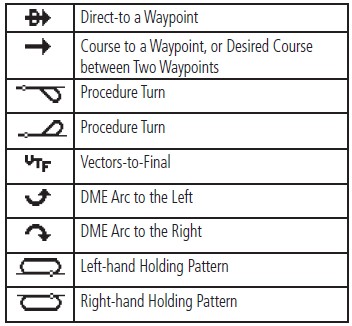 Direct-to a Waypoint
Course to a Waypoint, or Desired Course
between Two Waypoints
Procedure Turn
Procedure Turn
VTF Vectors-to-Final
DME Arc to the Left
DME Arc to the Right
Left-hand Holding Pattern
Right-hand Holding Pattern